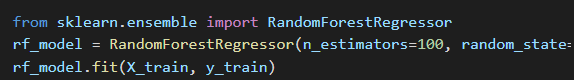 from sklearn.ensemble import RandomForestRegressor
rf_model = RandomForestRegressor(n_estimators=100, random_state=
rf_model.fit(X_train, y_train)